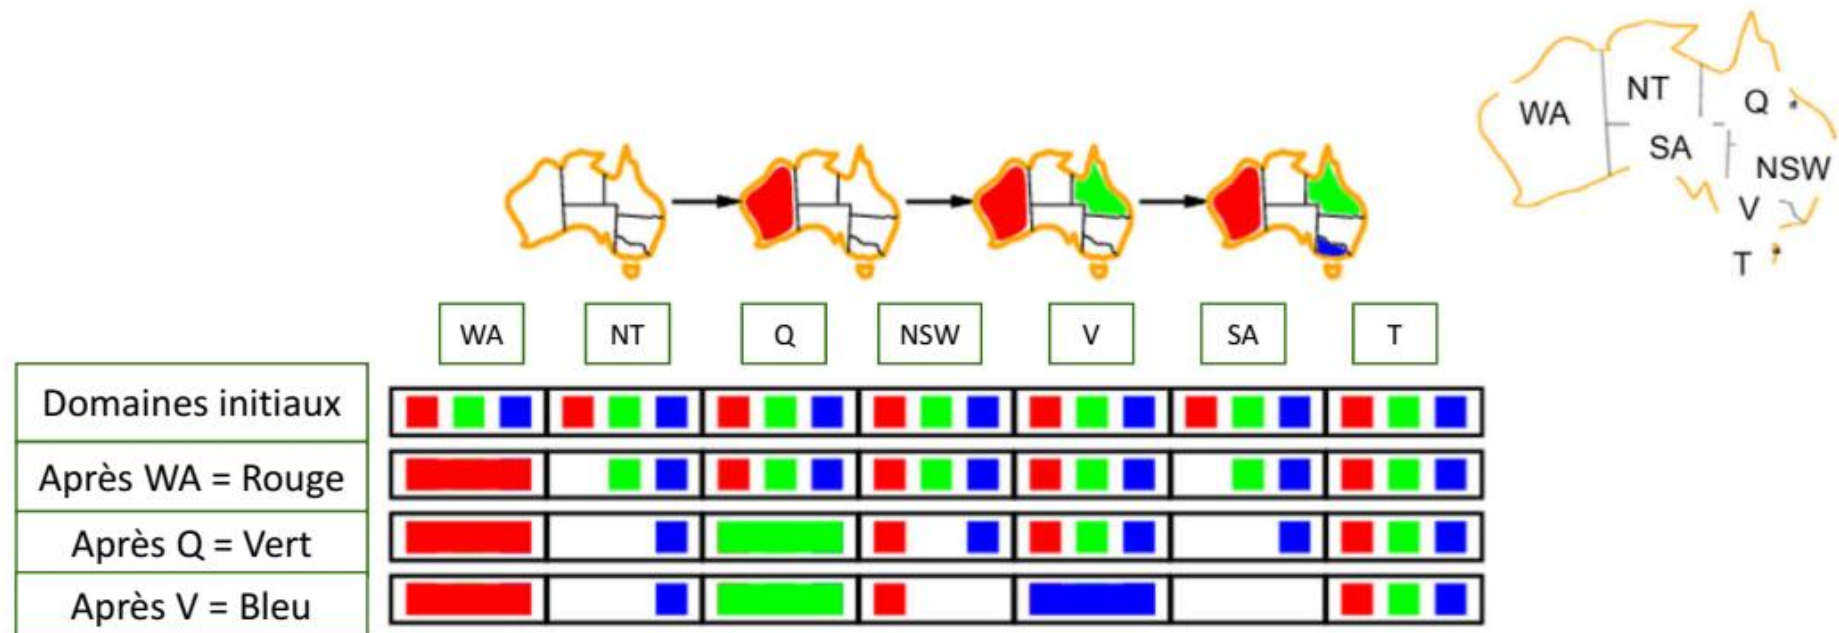 WA
NT
Q
SA
NSW
V
T
WA NT Q NSW V SA T
Domaines initiaux
Après WA = Rouge
Après Q = Vert
Après V = Bleu